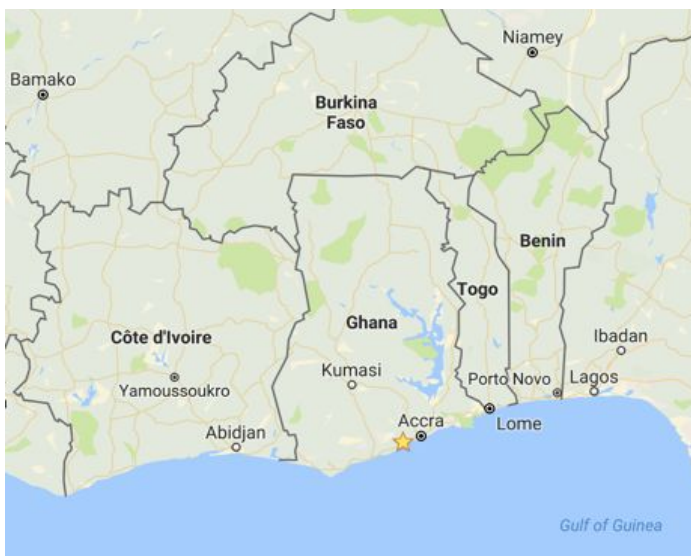 Niamey
Bamako
Burkina
Faso
Benin
Togo
Ghana
Côte d'Ivoire
Ibadan
Kumasi
Yamoussoukro
Porto Novo
Lagos
Accra
Lome
Abidjan
Gulf of Guinea